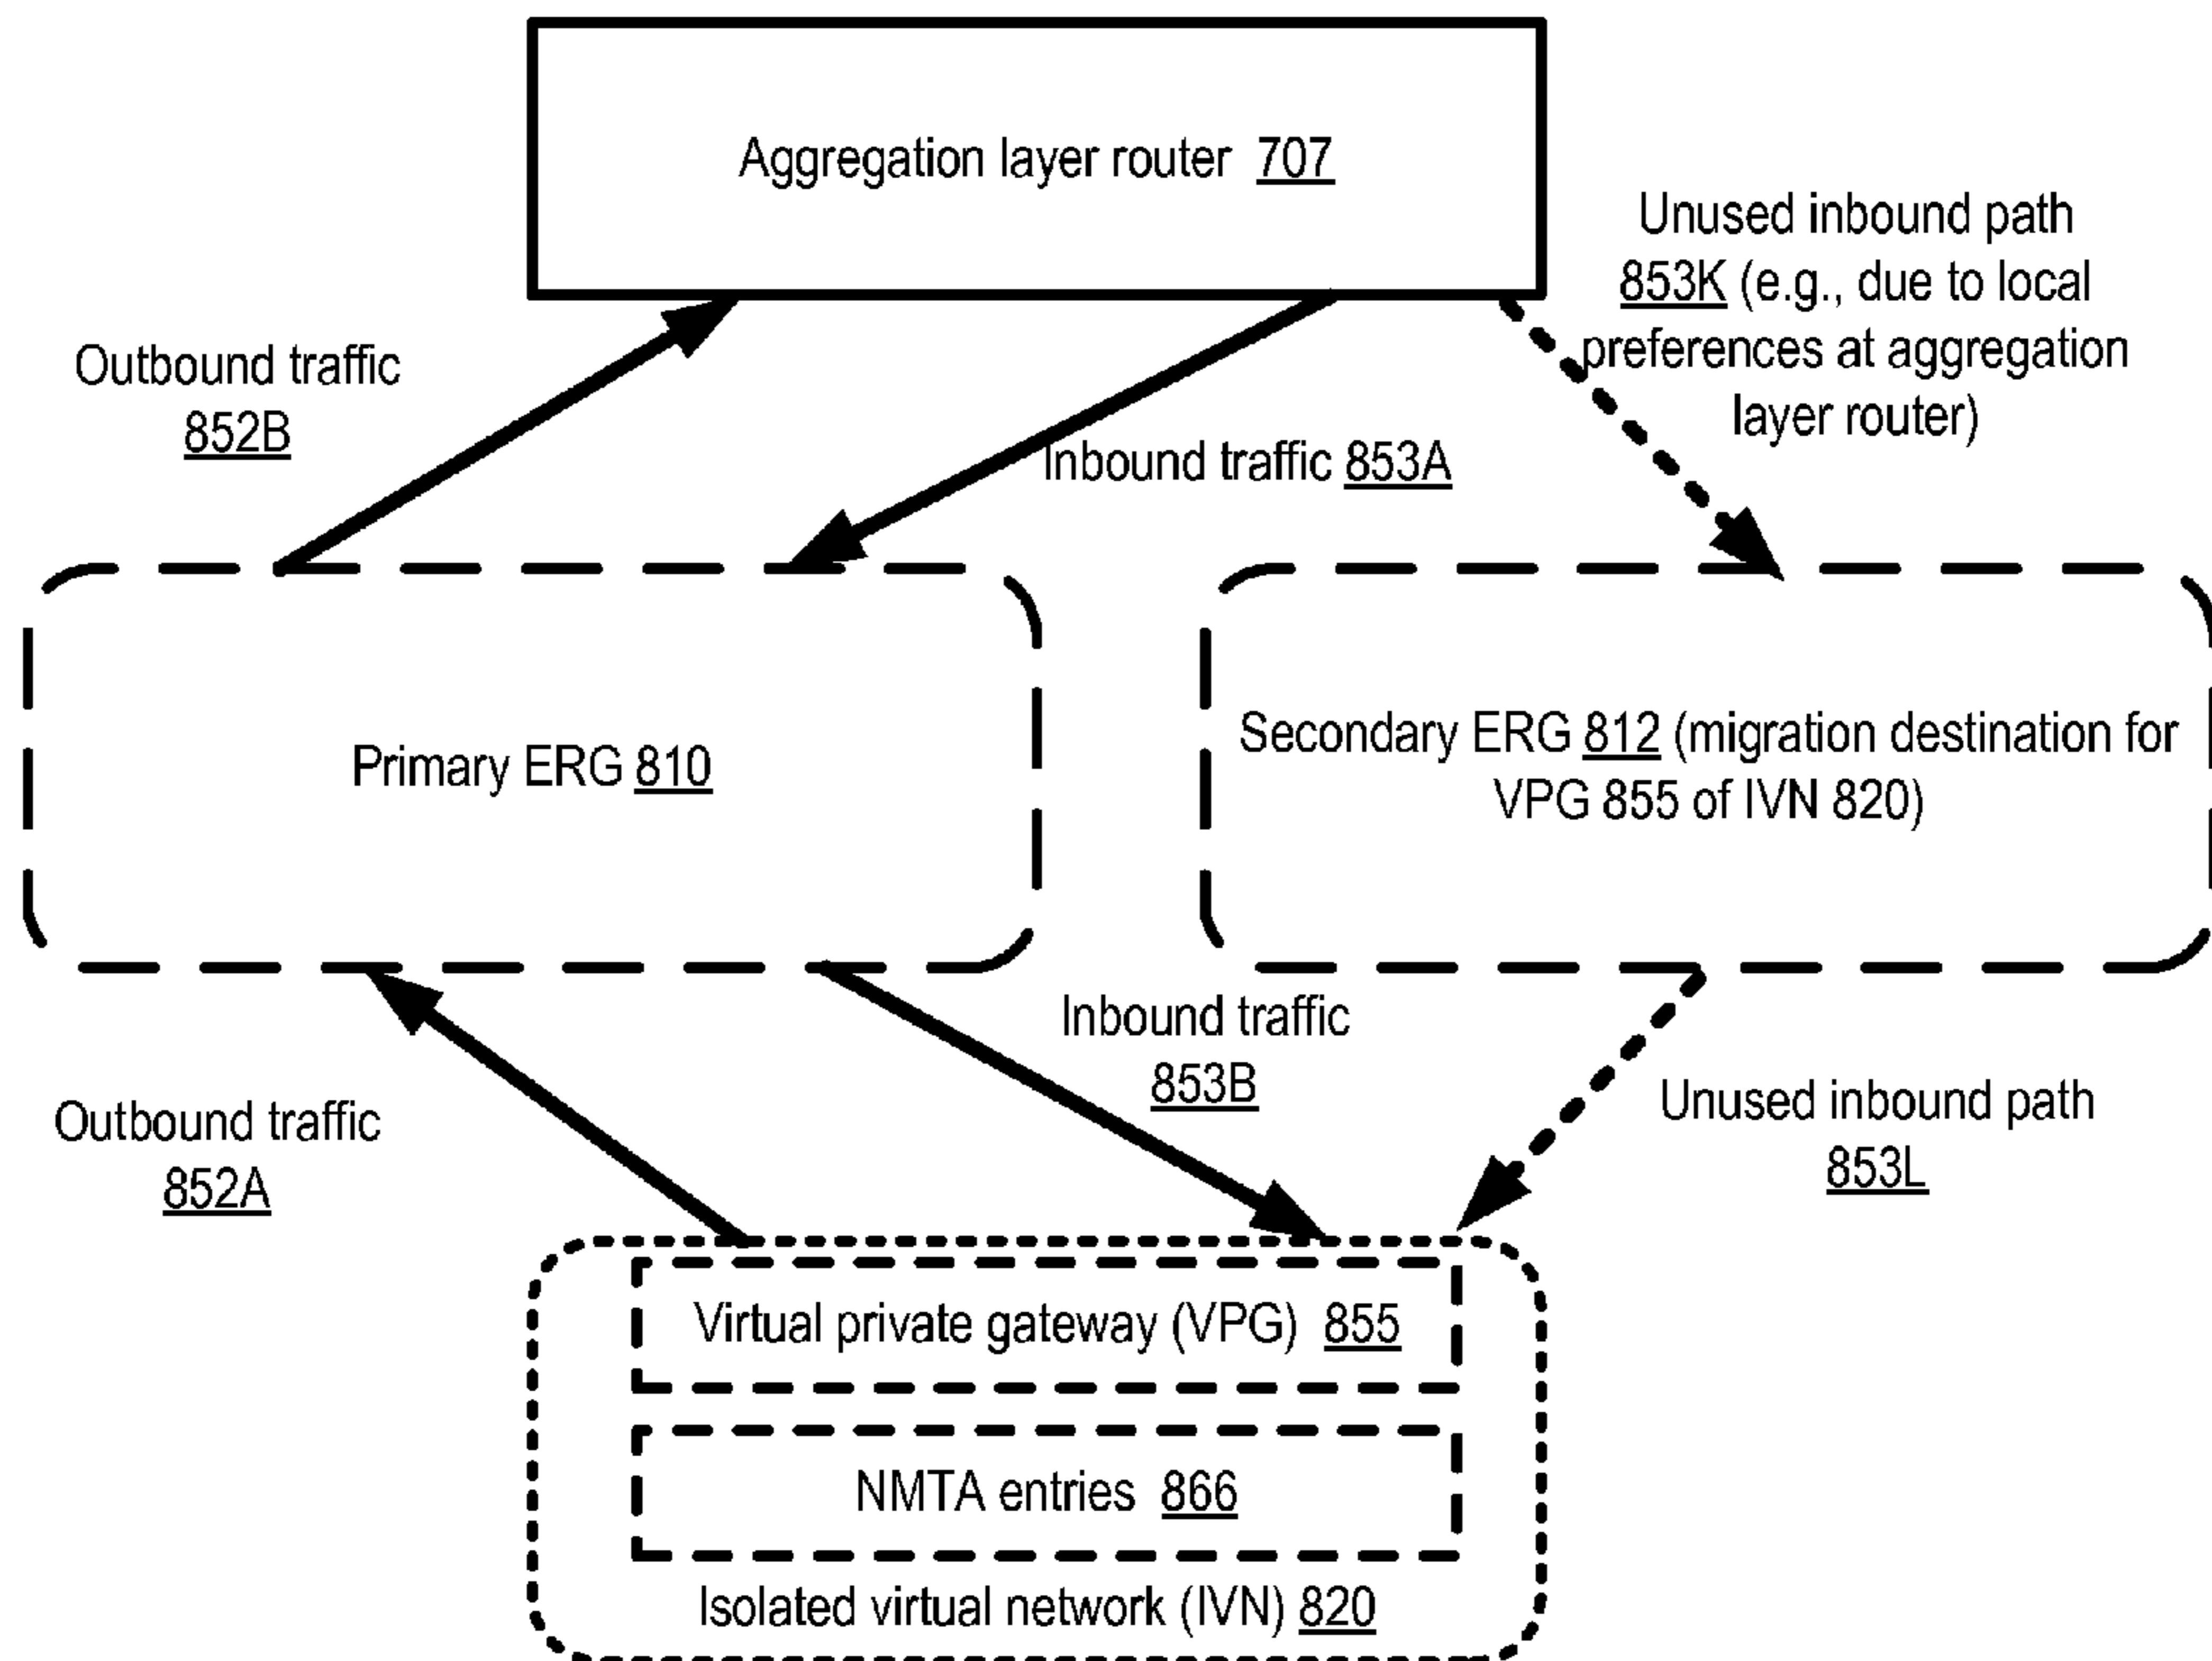 Aggregation layer router 707
Unused inbound path
853K (e.g., due to local
preferences at aggregation
layer router)
Outbound traffic
852B
Inbound traffic 853A
Primary ERG 810
Secondary ERG 812 (migration destination for
VPG 855 of IVN 820)
Inbound traffic
853B
Outbound traffic
852A
Unused inbound path
853L
Virtual private gateway (VPG) 855
NMTA entries 866
Isolated virtual network (IVN) 820